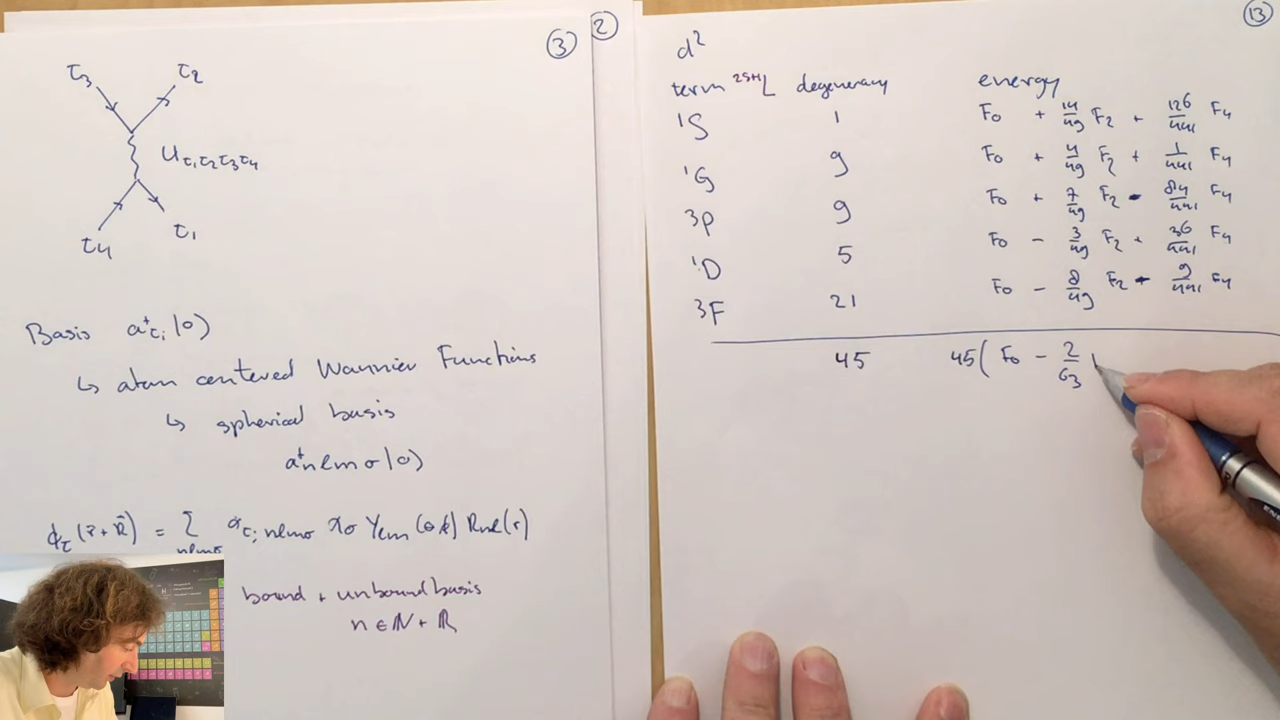 ③
τ3 τ2
U τ1τ2τ3τ4
τ4 τ1
Basis a†τi |0⟩
↳ atom centered Wannier Functions
↳ spherical basis
a†nlmσ |0⟩
ϕτ (r⃗ + R⃗) = Σ nlmσ ατ;nlmσ χσ Ylm (θ ϕ) Rnl(r)
bound + unbound basis
n ∈ ℕ + ℝ
②
⑬
d²
term ²ˢ⁺¹L degeneracy energy
¹S 1 F0 + 14/49 F2 + 126/441 F4
¹G 9 F0 + 4/49 F2 + 1/441 F4
³P 9 F0 + 7/49 F2 - 84/441 F4
¹D 5 F0 - 3/49 F2 + 36/441 F4
³F 21 F0 - 8/49 F2 - 9/441 F4
45 45( F0 - 2/63